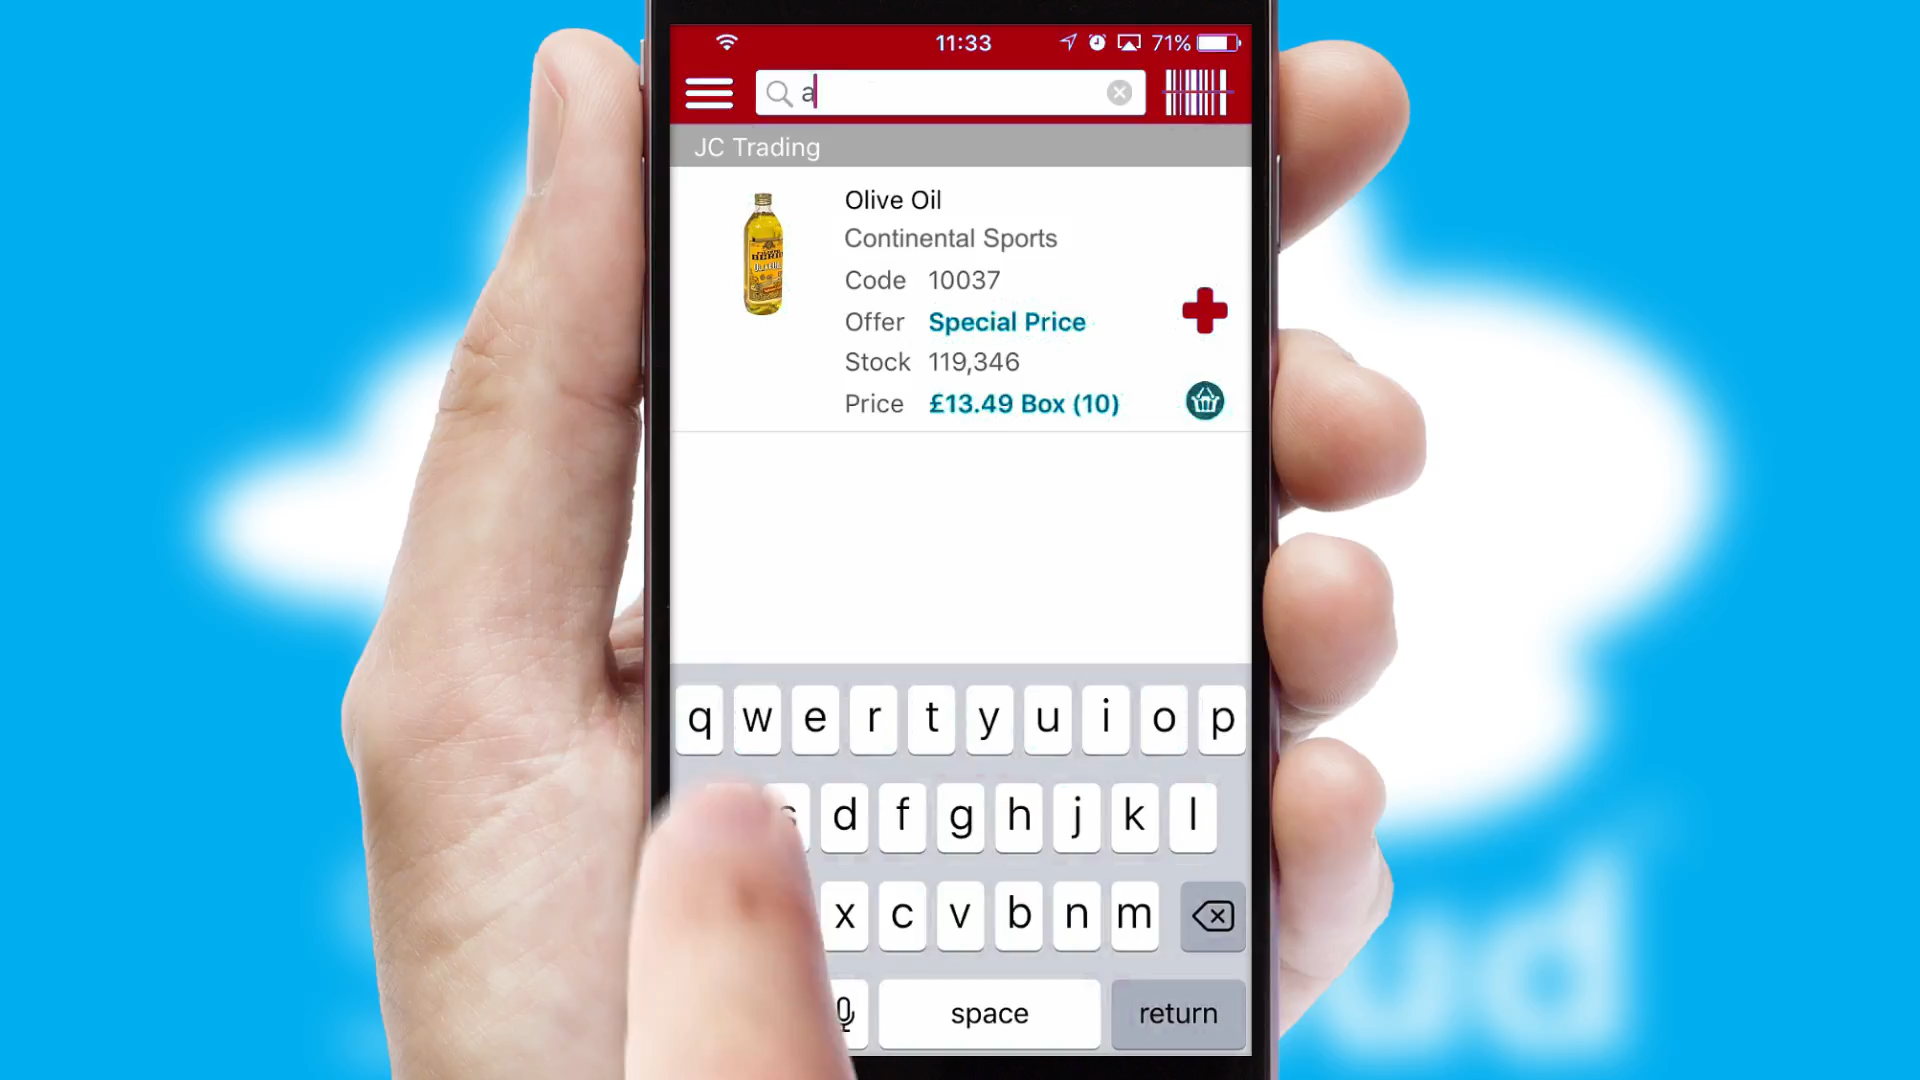 11:33 71%
a
JC Trading
Olive Oil
Continental Sports
Code 10037
Offer Special Price
Stock 119,346
Price £13.49 Box (10)
q w e r t y u i o p
s d f g h j k l
x c v b n m
space return
ud